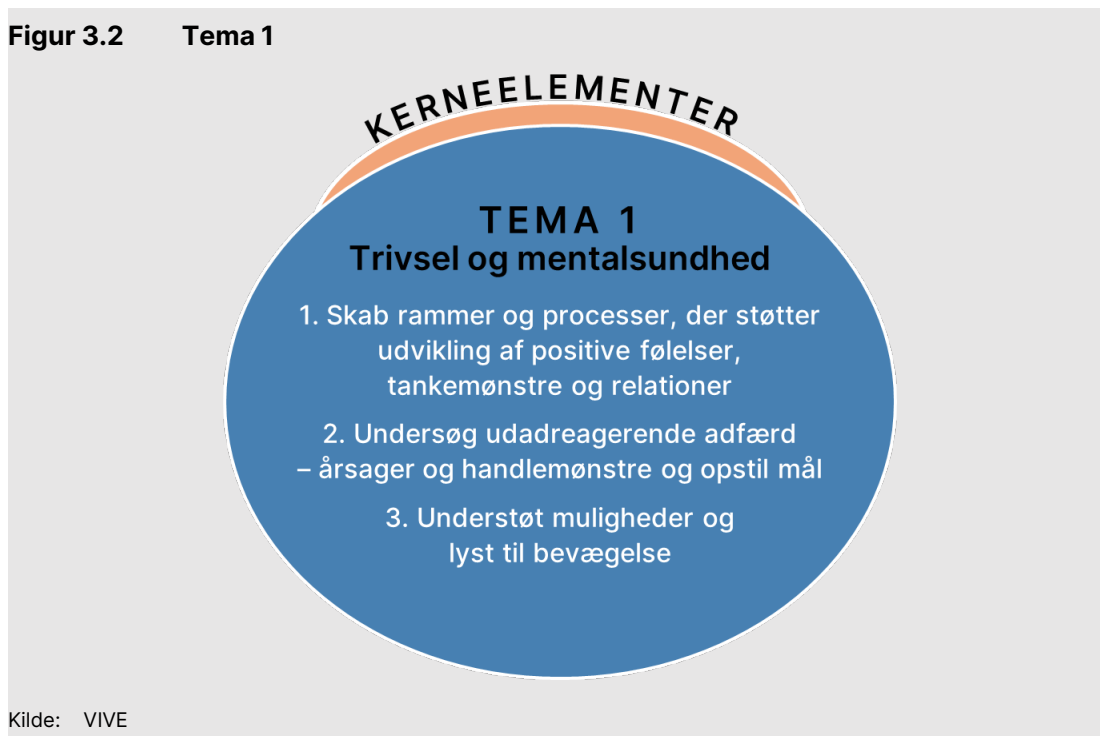 Figur 3.2 Tema 1
KERNEELEMENTER
TEMA 1
Trivsel og mentalsundhed
1. Skab rammer og processer, der støtter
udvikling af positive følelser,
tankemønstre og relationer
2. Undersøg udadreagerende adfærd
– årsager og handlemønstre og opstil mål
3. Understøt muligheder og
lyst til bevægelse
Kilde: VIVE